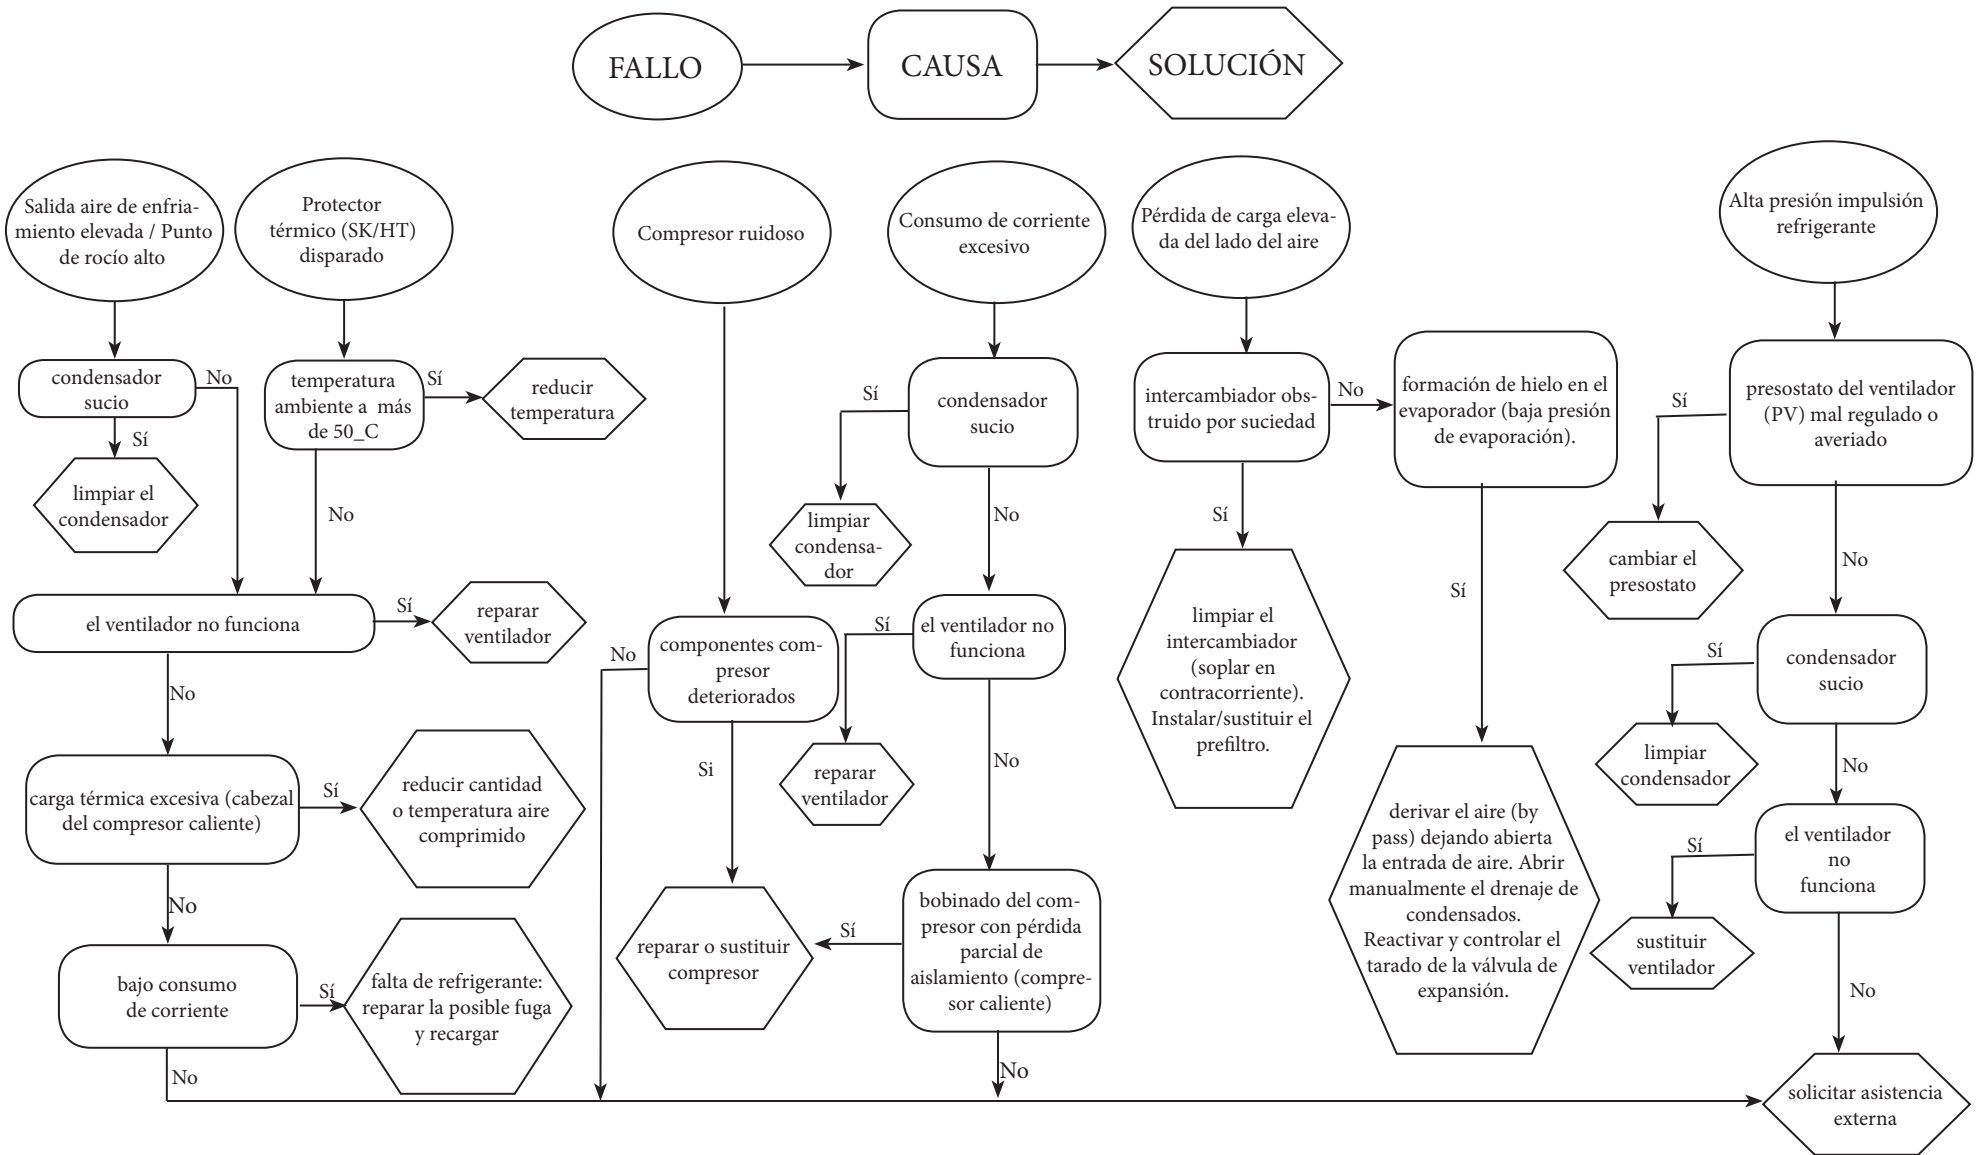 FALLO
CAUSA
SOLUCIÓN
Salida aire de enfria-
miento elevada / Punto
de rocío alto
condensador
sucio
No
Sí
limpiar el
condensador
Protector
térmico (SK/HT)
disparado
temperatura
ambiente a  más
de 50_C
Sí
reducir
temperatura
No
el ventilador no funciona
Sí
reparar
ventilador
No
carga térmica excesiva (cabezal
del compresor caliente)
Sí
reducir cantidad
o temperatura aire
comprimido
No
bajo consumo
de corriente
Sí
falta de refrigerante:
reparar la posible fuga
y recargar
No
Compresor ruidoso
componentes com-
presor
deteriorados
No
Si
reparar o sustituir
compresor
Consumo de corriente
excesivo
condensador
sucio
Sí
limpiar
condensa-
dor
No
el ventilador no
funciona
Sí
reparar
ventilador
No
bobinado del com-
presor con pérdida
parcial de
aislamiento (compre-
sor caliente)
Sí
No
Pérdida de carga eleva-
da del lado del aire
intercambiador obs-
truido por suciedad
No
Sí
limpiar el
intercambiador
(soplar en
contracorriente).
Instalar/sustituir el
prefiltro.
formación de hielo en el
evaporador (baja presión
de evaporación).
Sí
derivar el aire (by
pass) dejando abierta
la entrada de aire. Abrir
manualmente el drenaje de
condensados.
Reactivar y controlar el
tarado de la válvula de
expansión.
Alta presión impulsión
refrigerante
presostato del ventilador
(PV) mal regulado o
averiado
Sí
cambiar el
presostato
No
condensador
sucio
Sí
limpiar
condensador
No
el ventilador
no
funciona
Sí
sustituir
ventilador
No
solicitar asistencia
externa